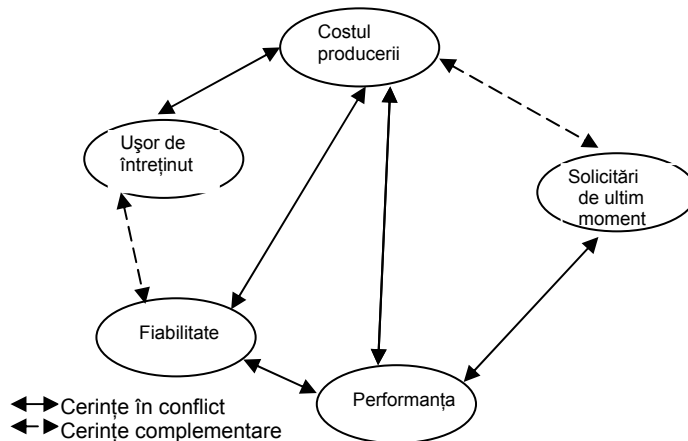 Costul
producerii
Uşor de
întreținut
Solicitări
de ultim
moment
Fiabilitate
Performanța
Cerințe în conflict
Cerințe complementare